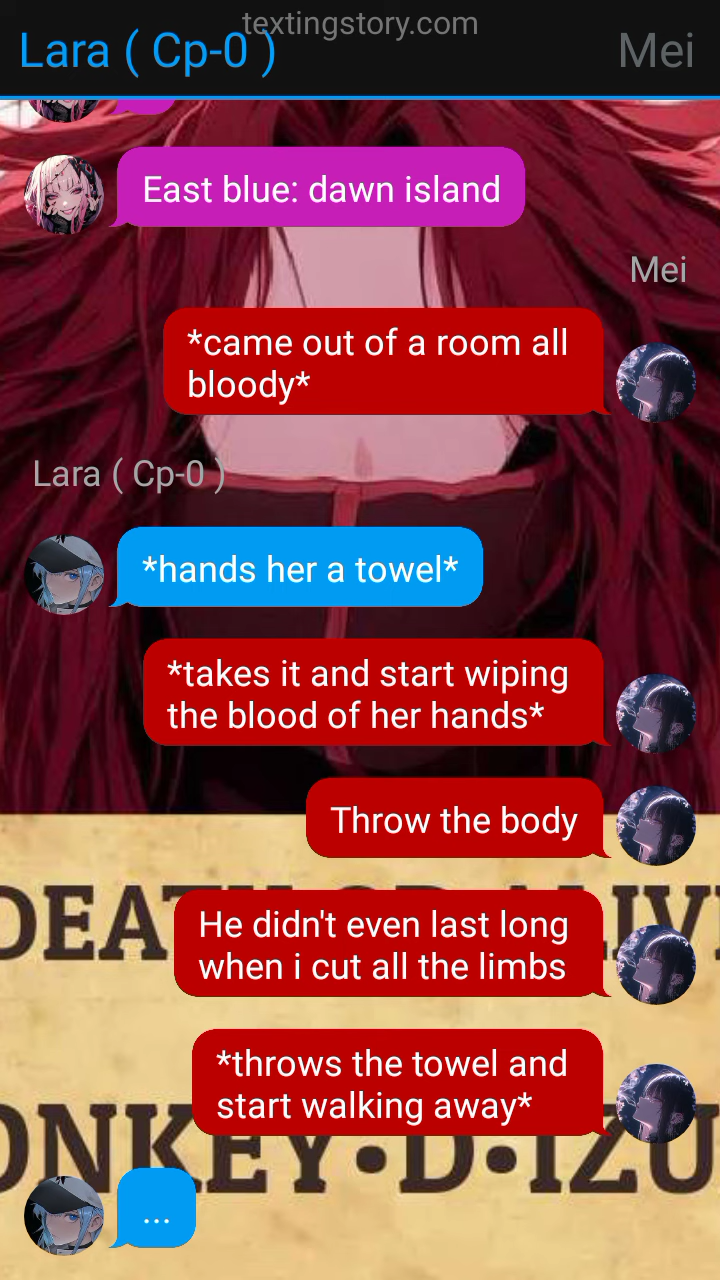 textingstory.com
Lara ( Cp-0 )
Mei
East blue: dawn island
Mei
*came out of a room all
bloody*
Lara ( Cp-0 )
*hands her a towel*
*takes it and start wiping
the blood of her hands*
Throw the body
He didn't even last long
when i cut all the limbs
*throws the towel and
start walking away*
...